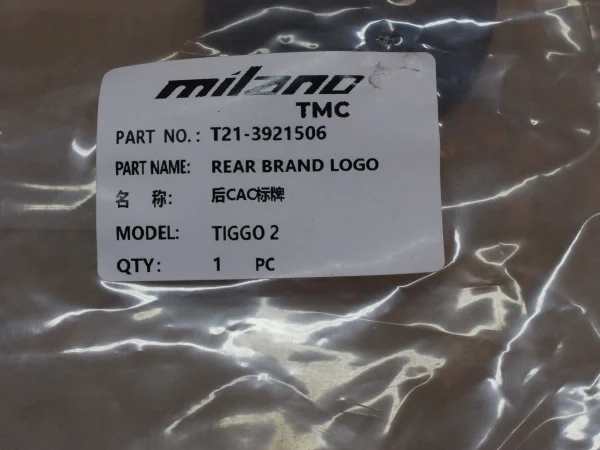 milano
TMC
PART NO.: T21-3921506
PART NAME: REAR BRAND LOGO
名 称: 后CAC标牌
MODEL: TIGGO 2
QTY: 1 PC